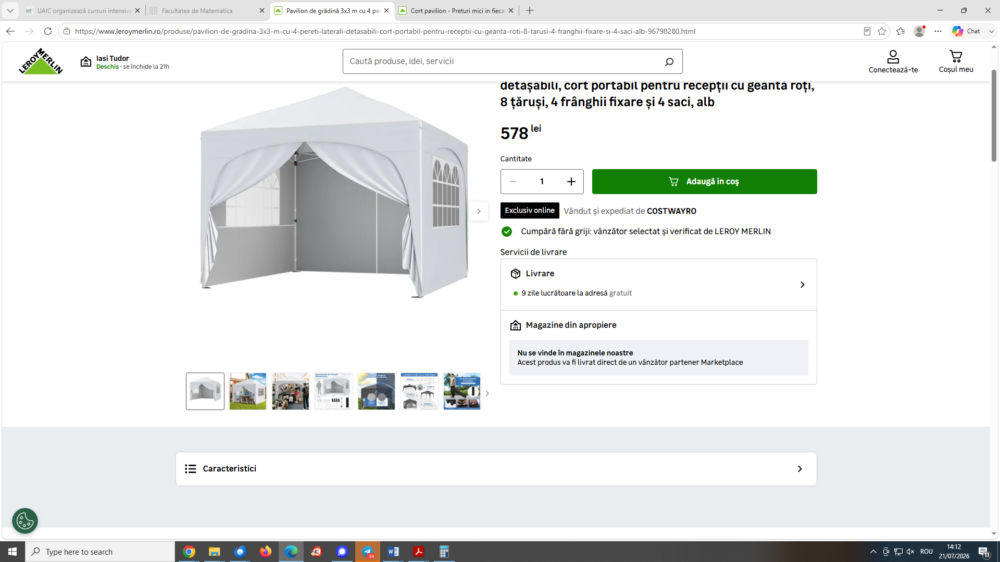 UAIC organizează cursuri intensive
Facultatea de Matematica
Pavilion de grădină 3x3 m cu 4 per
Cort pavilion - Preturi mici in fiecar
https://www.leroymerlin.ro/produse/pavilion-de-gradina-3x3-m-cu-4-pereti-laterali-detasabili-cort-portabil-pentru-receptii-cu-geanta-roti-8-tarusi-4-franghii-fixare-si-4-saci-alb-96798280.html
Chat
LEROY MERLIN
Iasi Tudor
Deschis · se închide la 21h
Caută produse, idei, servicii
Conectează-te
Coșul meu
detașabili, cort portabil pentru recepții cu geantă roți,
8 țăruși, 4 frânghii fixare și 4 saci, alb
578 lei
Cantitate
1
Adaugă in coş
Exclusiv online
Vândut și expediat de COSTWAYRO
Cumpără fără griji: vânzător selectat și verificat de LEROY MERLIN
Servicii de livrare
Livrare
9 zile lucrătoare la adresă gratuit
Magazine din apropiere
Nu se vinde în magazinele noastre
Acest produs va fi livrat direct de un vânzător partener Marketplace
Caracteristici
Type here to search
.99
ROU
14:12
21/07/2026
11